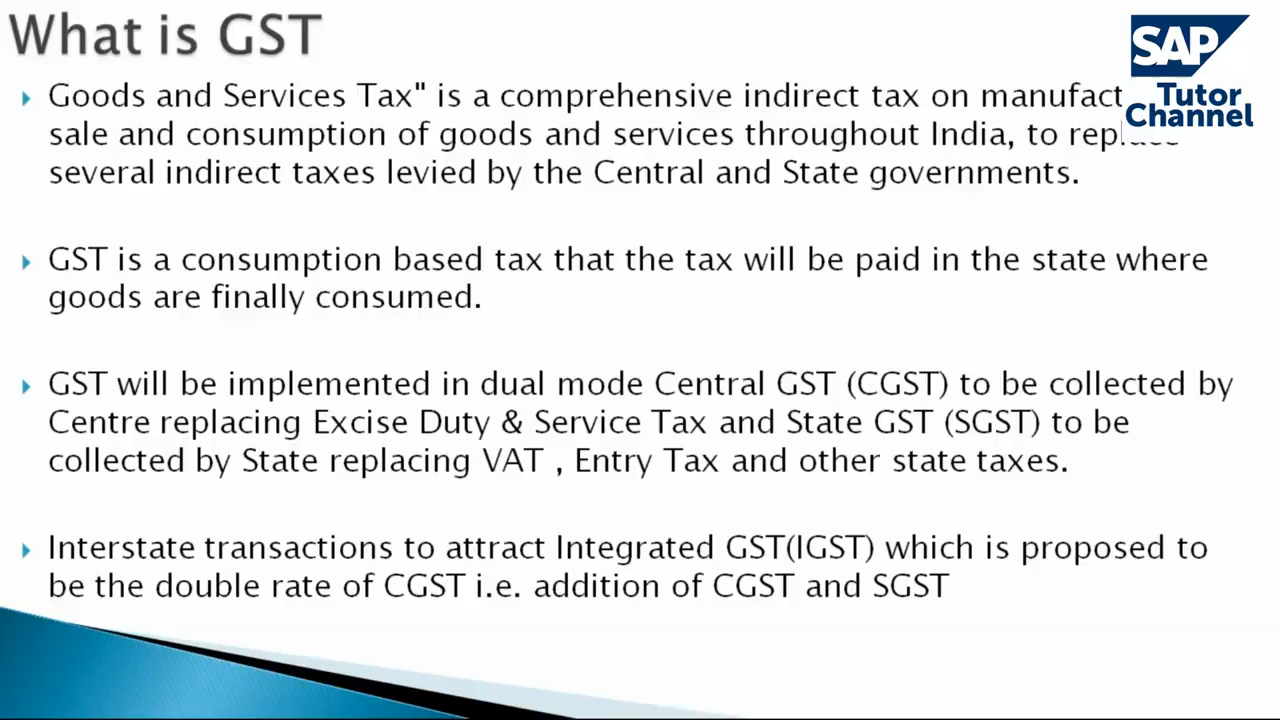 What is GST
SAP
Tutor
Channel
Goods and Services Tax" is a comprehensive indirect tax on
sale and consumption of goods and services throughout India, to
several indirect taxes levied by the Central and State governments.
GST is a consumption based tax that the tax will be paid in the state where
goods are finally consumed.
GST will be implemented in dual mode Central GST (CGST) to be collected by
Centre replacing Excise Duty & Service Tax and State GST (SGST) to be
collected by State replacing VAT , Entry Tax and other state taxes.
Interstate transactions to attract Integrated GST(IGST) which is proposed to
be the double rate of CGST i.e. addition of CGST and SGST